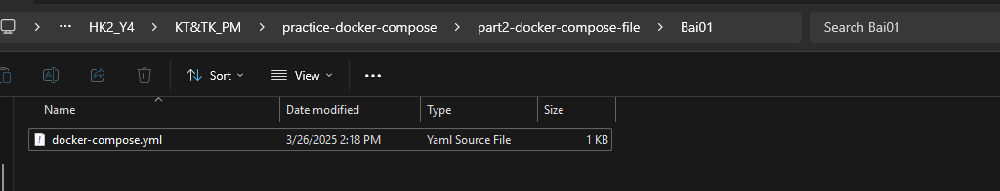 ··· HK2_Y4 KT&TK_PM practice-docker-compose part2-docker-compose-file Bai01 Search Bai01
Sort View ···
Name Date modified Type Size
docker-compose.yml 3/26/2025 2:18 PM Yaml Source File 1 KB